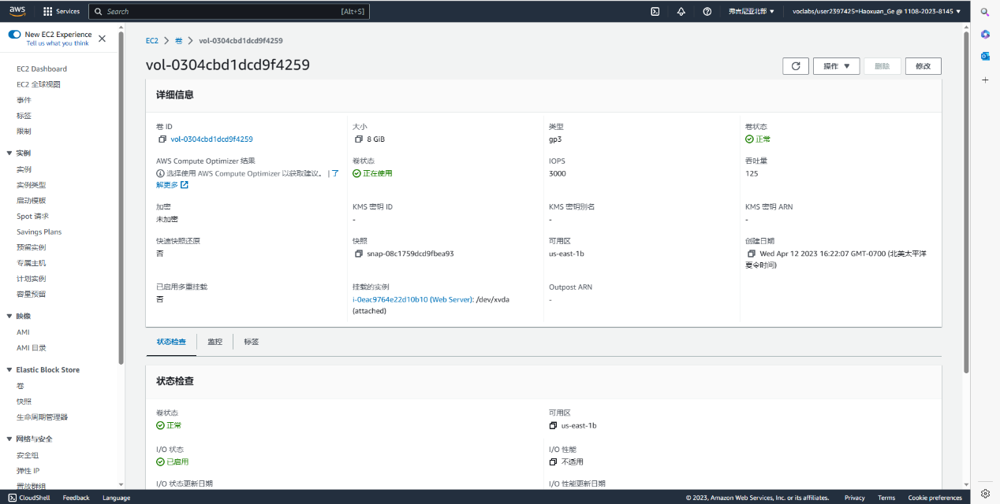 aws
Services
Search
[Alt+S]
弗吉尼亚北部
voclabs/user2397425=Haoxuan_Ge @ 1108-2023-8145
New EC2 Experience
Tell us what you think
EC2 Dashboard
EC2 全球视图
事件
标签
限制
实例
实例
实例类型
启动模板
Spot 请求
Savings Plans
预留实例
专属主机
计划实例
容量预留
映像
AMI
AMI 目录
Elastic Block Store
卷
快照
生命周期管理器
网络与安全
安全组
弹性 IP
置放群组
EC2
卷
vol-0304cbd1dcd9f4259
vol-0304cbd1dcd9f4259
操作
删除
修改
详细信息
卷 ID
vol-0304cbd1dcd9f4259
大小
8 GiB
类型
gp3
卷状态
正常
AWS Compute Optimizer 结果
选择使用 AWS Compute Optimizer 以获取建议。 | 了
解更多
卷状态
正在使用
IOPS
3000
吞吐量
125
加密
未加密
KMS 密钥 ID
-
KMS 密钥别名
-
KMS 密钥 ARN
-
快速快照还原
否
快照
snap-08c1759dcd9fbea93
可用区
us-east-1b
创建日期
Wed Apr 12 2023 16:22:07 GMT-0700 (北美太平洋
夏令时间)
已启用多重挂载
否
挂载的实例
i-0eac9764e22d10b10 (Web Server): /dev/xvda
(attached)
Outpost ARN
-
状态检查
监控
标签
状态检查
卷状态
正常
可用区
us-east-1b
I/O 状态
已启用
I/O 性能
不适用
I/O 状态更新日期
I/O 性能更新日期
CloudShell
Feedback
Language
© 2023, Amazon Web Services, Inc. or its affiliates.
Privacy
Terms
Cookie preferences